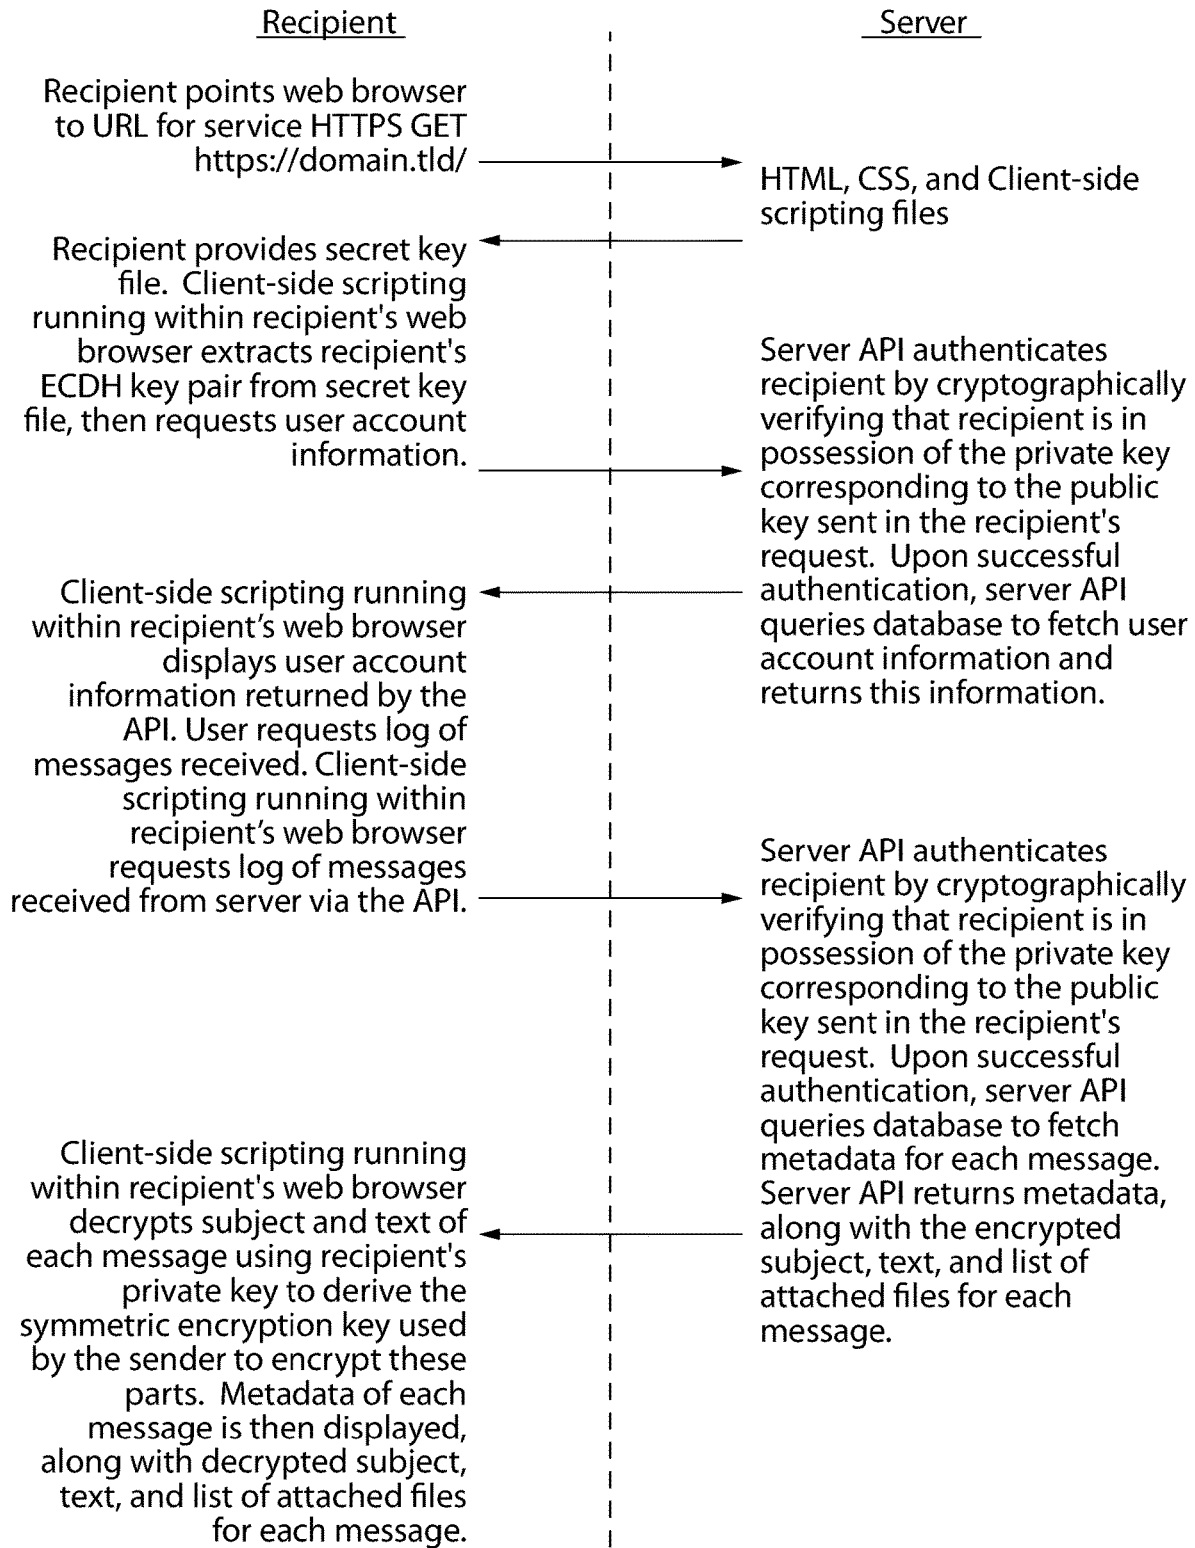 Recipient
Server
Recipient points web browser
to URL for service HTTPS GET
https://domain.tld/
HTML, CSS, and Client-side
scripting files
Recipient provides secret key
file.  Client-side scripting
running within recipient's web
browser extracts recipient's
ECDH key pair from secret key
file, then requests user account
information.
Server API authenticates
recipient by cryptographically
verifying that recipient is in
possession of the private key
corresponding to the public
key sent in the recipient's
request.  Upon successful
authentication, server API
queries database to fetch user
account information and
returns this information.
Client-side scripting running
within recipient’s web browser
displays user account
information returned by the
API. User requests log of
messages received. Client-side
scripting running within
recipient’s web browser
requests log of messages
received from server via the API.
Server API authenticates
recipient by cryptographically
verifying that recipient is in
possession of the private key
corresponding to the public
key sent in the recipient's
request.  Upon successful
authentication, server API
queries database to fetch
metadata for each message.
Server API returns metadata,
along with the encrypted
subject, text, and list of
attached files for each
message.
Client-side scripting running
within recipient's web browser
decrypts subject and text of
each message using recipient's
private key to derive the
symmetric encryption key used
by the sender to encrypt these
parts.  Metadata of each
message is then displayed,
along with decrypted subject,
text, and list of attached files
for each message.